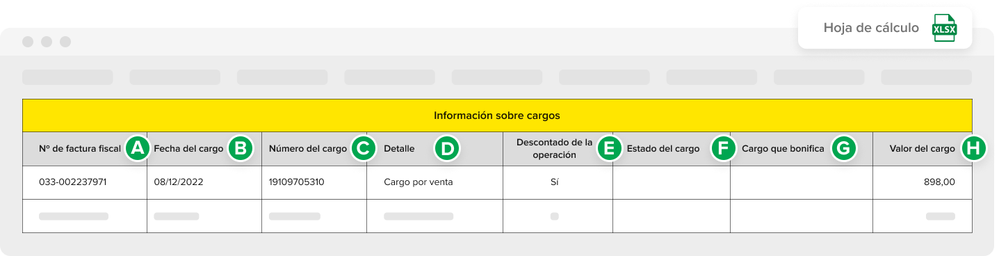 Hoja de cálculo
XLSX
Información sobre cargos
Nº de factura fiscal A Fecha del cargo B Número del cargo C Detalle D Descontado de la operación E Estado del cargo F Cargo que bonifica G Valor del cargo H
033-002237971 08/12/2022 19109705310 Cargo por venta Sí 898,00